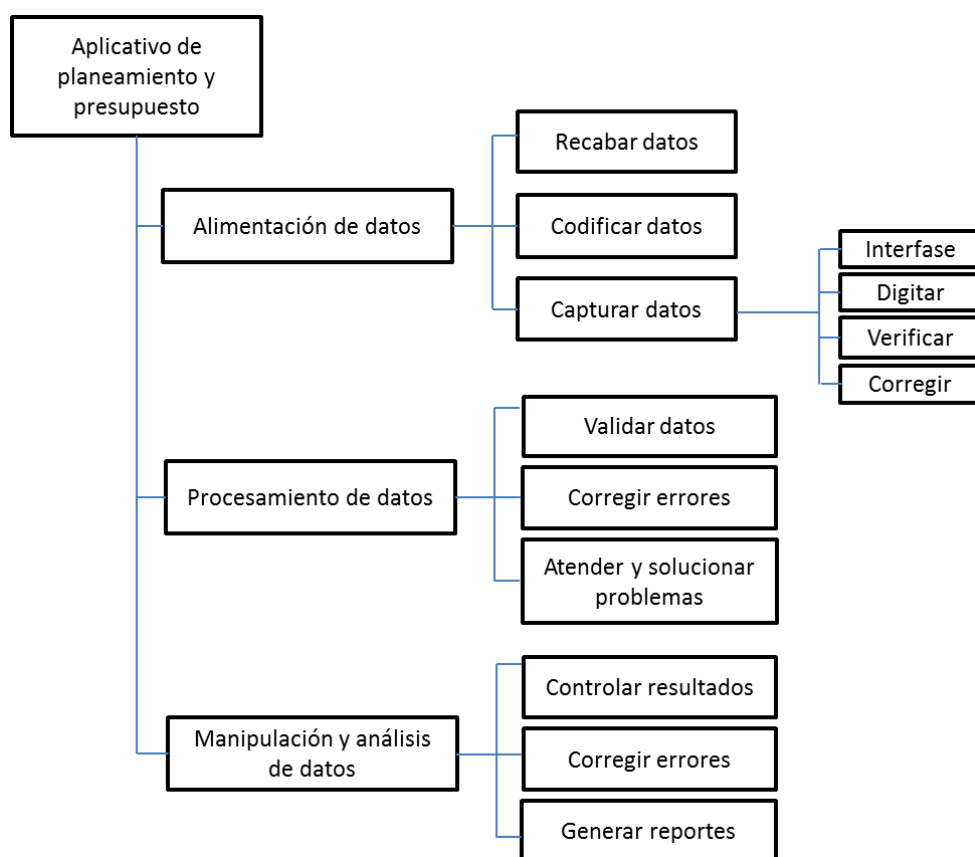 Aplicativo de
planeamiento y
presupuesto
Alimentación de datos
Recabar datos
Codificar datos
Capturar datos
Interfase
Digitar
Verificar
Corregir
Procesamiento de datos
Validar datos
Corregir errores
Atender y solucionar
problemas
Manipulación y análisis
de datos
Controlar resultados
Corregir errores
Generar reportes